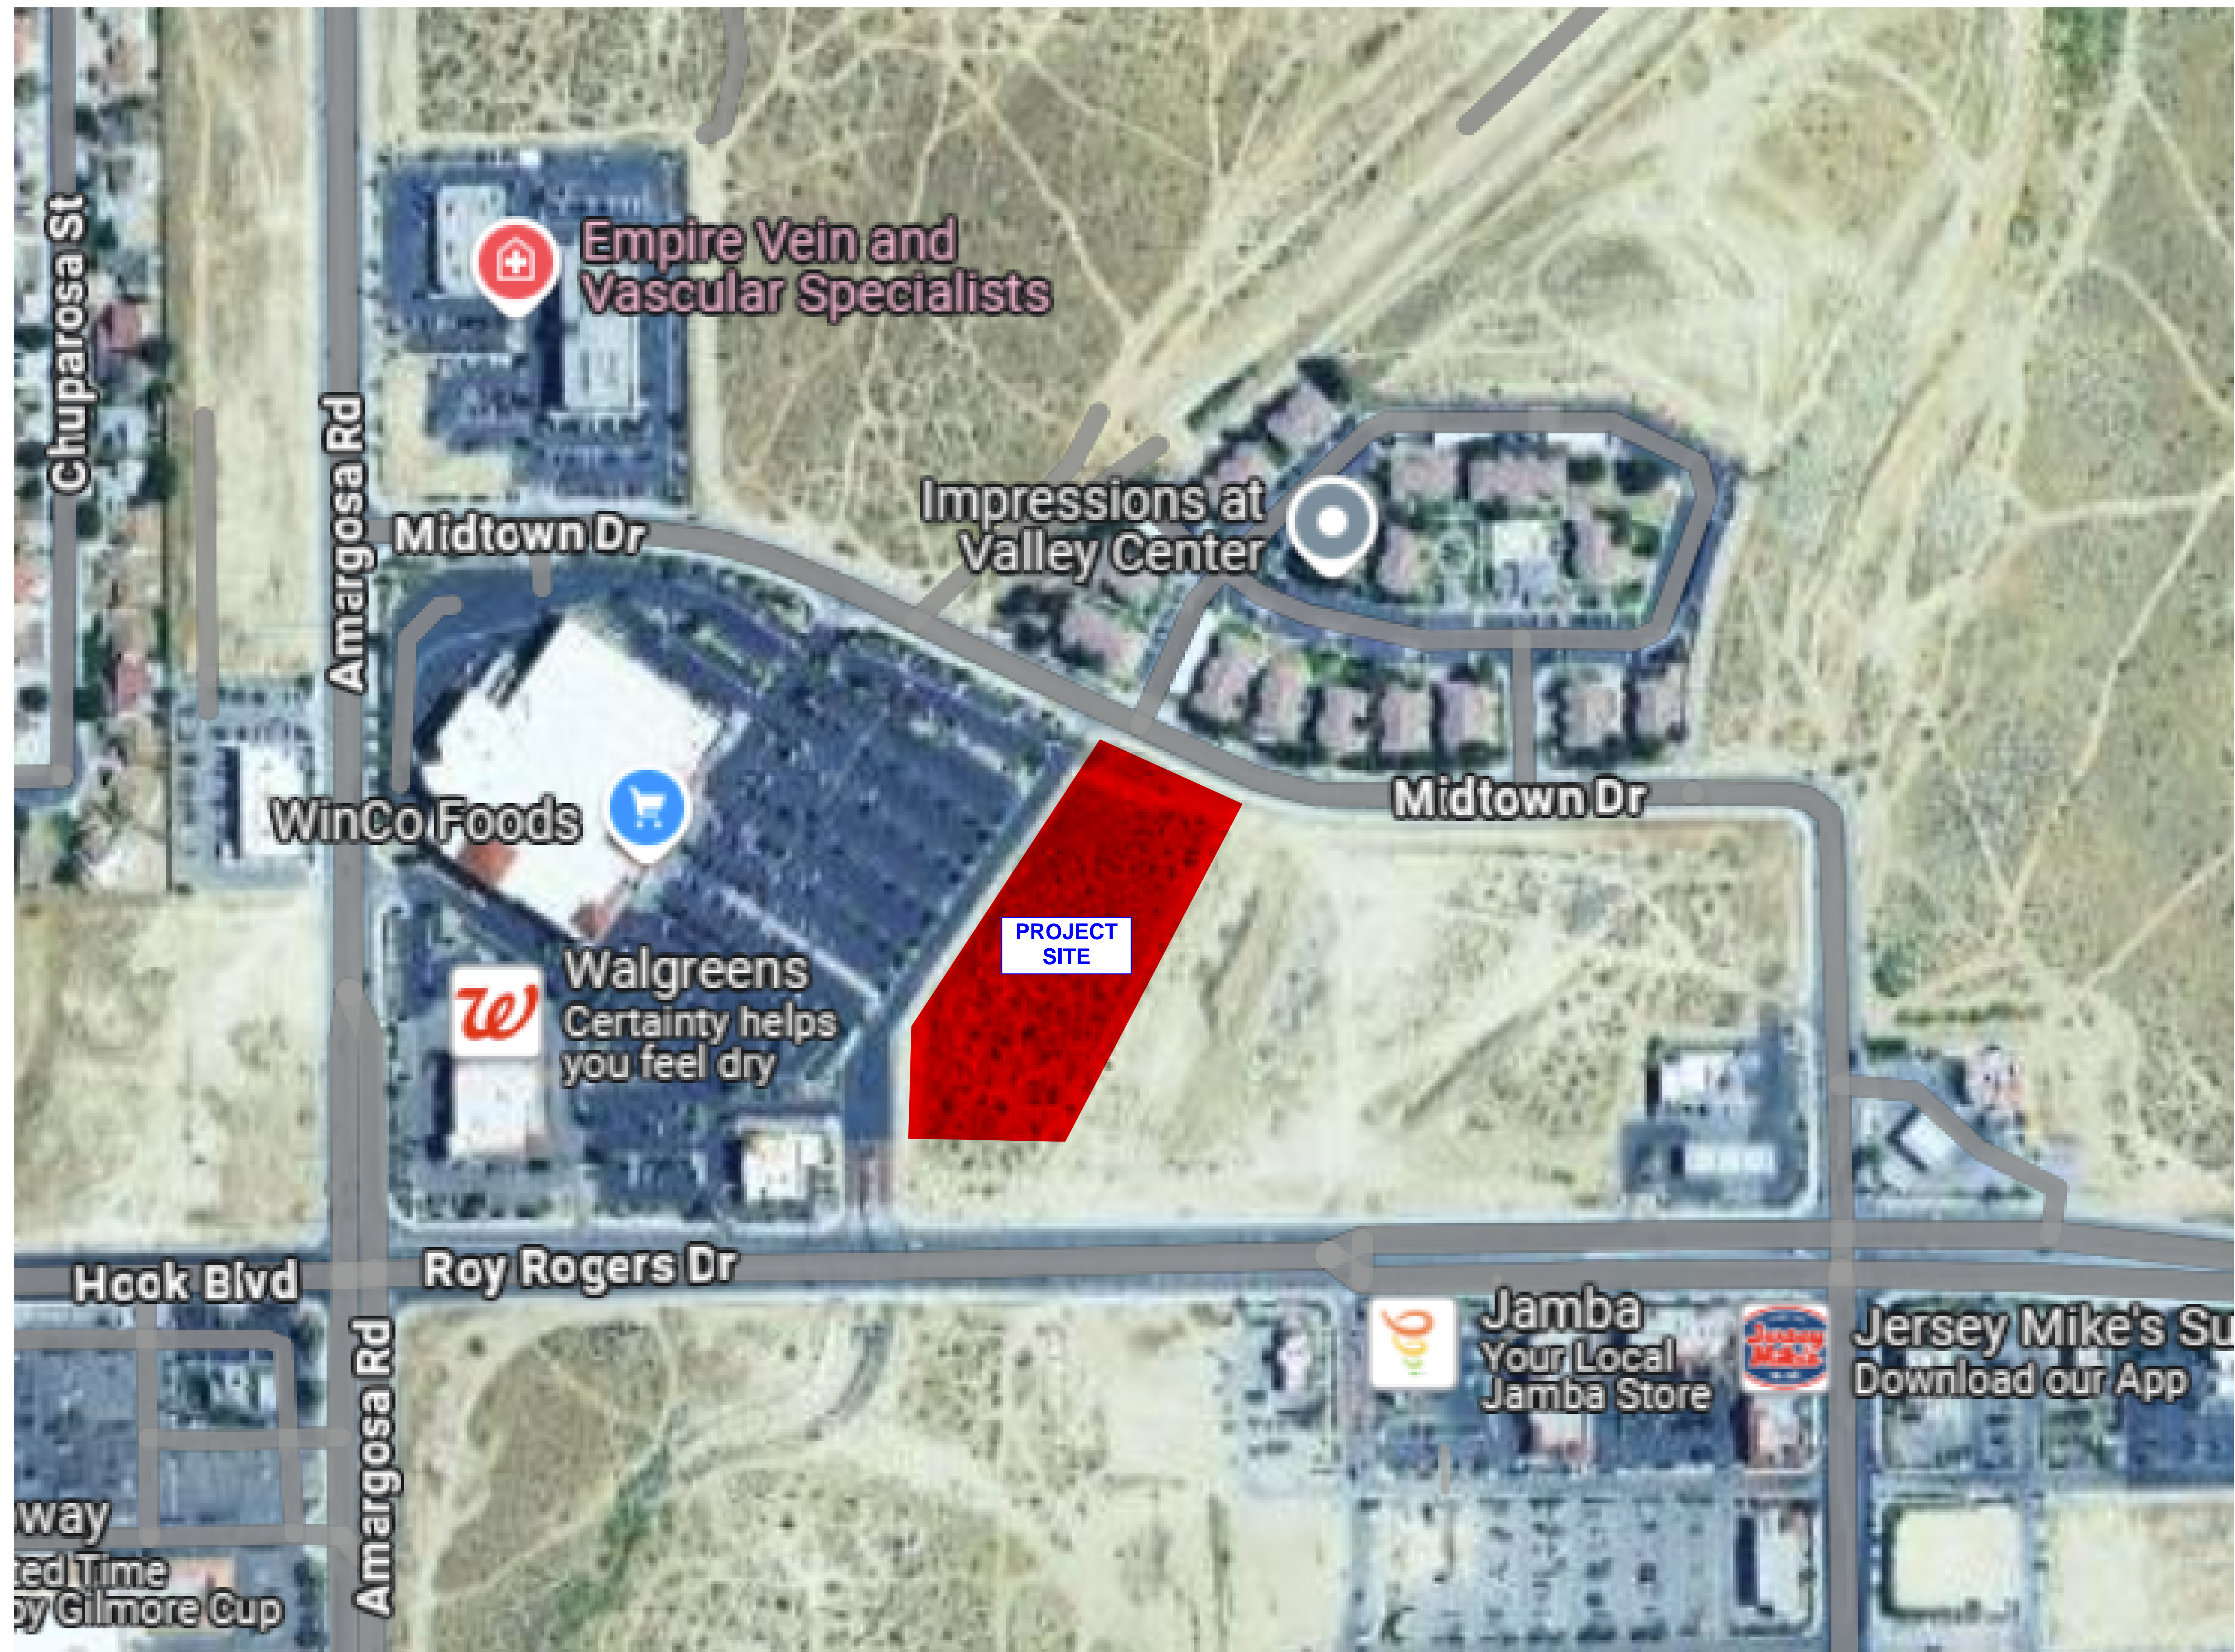 Chuparosa St
Amargosa Rd
Empire Vein and
Vascular Specialists
Midtown Dr
Impressions at
Valley Center
WinCo Foods
Midtown Dr
PROJECT
SITE
Walgreens
Certainty helps
you feel dry
Hook Blvd
Roy Rogers Dr
Amargosa Rd
Jamba
Your Local
Jamba Store
Jersey Mike's Su
Download our App
way
ted Time
by Gilmore Cup